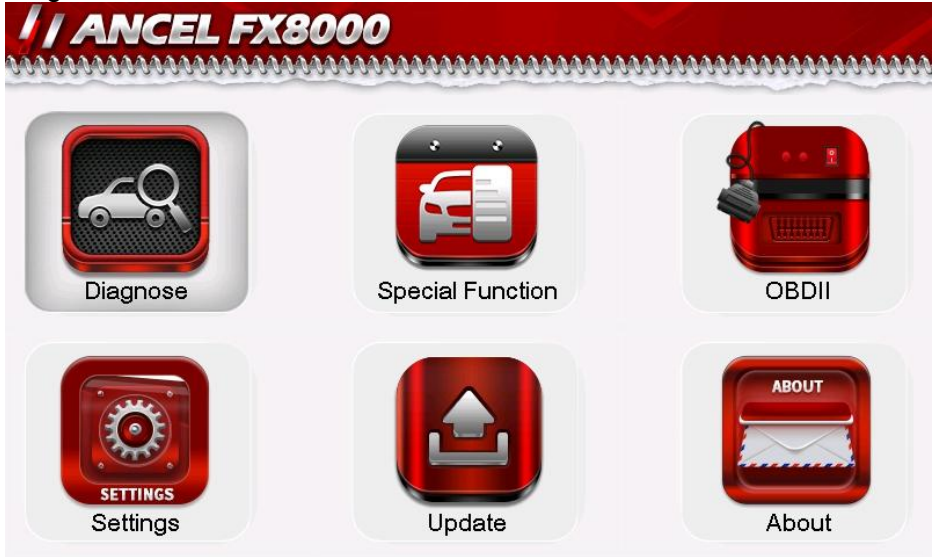 ANCEL FX8000
Diagnose
Special Function
OBDII
SETTINGS
Settings
Update
ABOUT
About